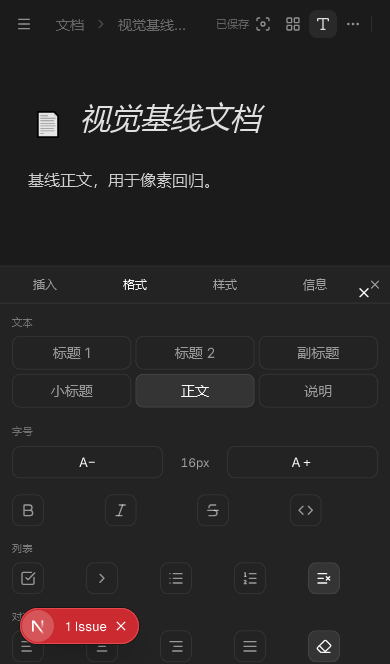 文档 > 视觉基线... 已保存 T
视觉基线文档
基线正文，用于像素回归。
插入 格式 样式 信息
文本
标题 1 标题 2 副标题
小标题 正文 说明
字号
A− 16px A+
B I S <>
列表
N 1 Issue